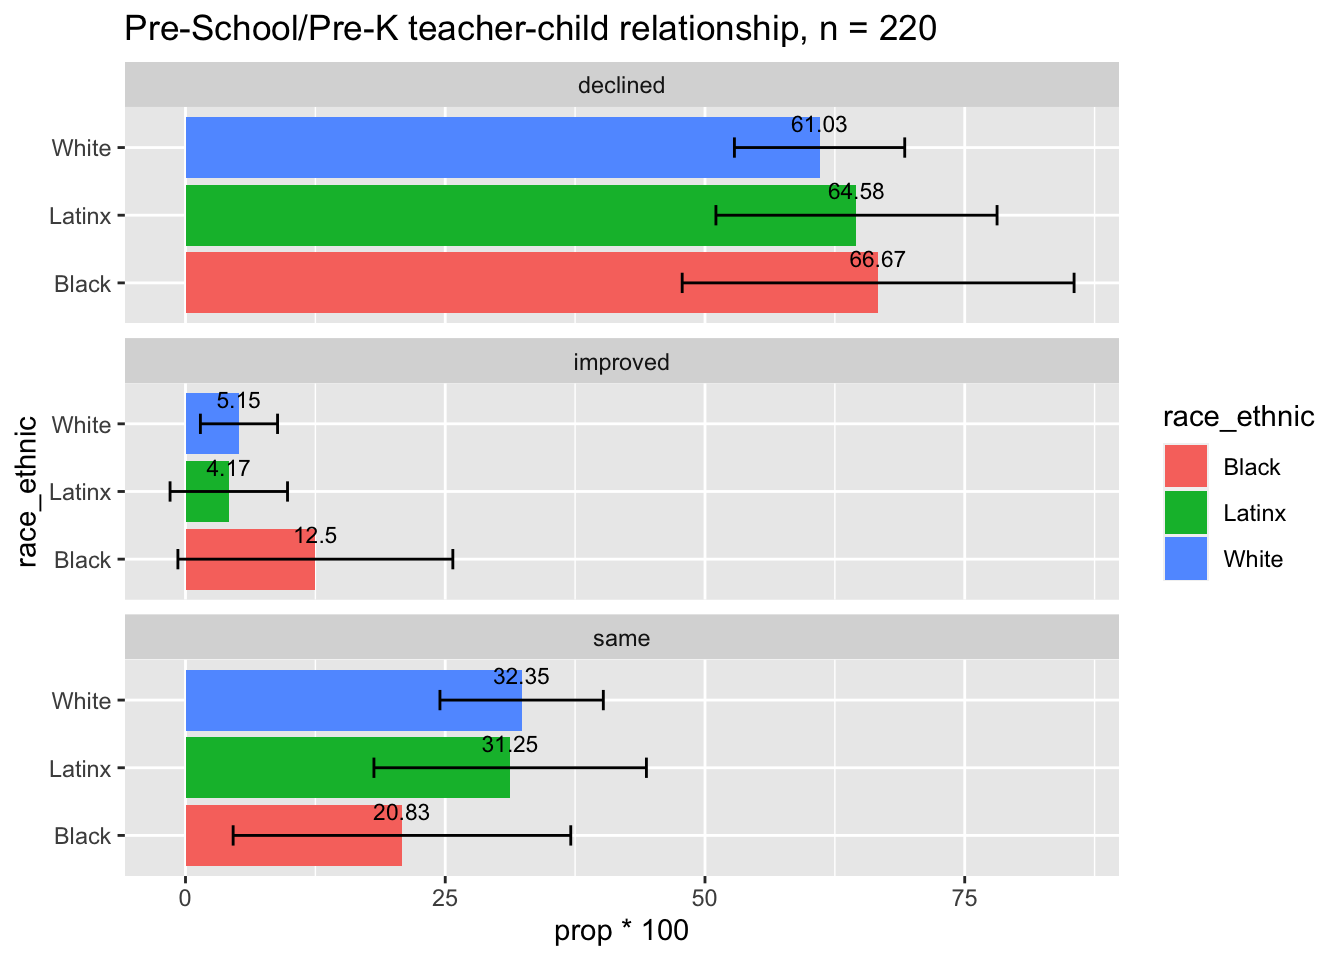 Pre-School/Pre-K teacher-child relationship, n = 220
declined
White 61.03
Latinx 64.58
Black 66.67
improved
White 5.15
Latinx 4.17
Black 12.5
same
White 32.35
Latinx 31.25
Black 20.83
0 25 50 75
prop * 100
race_ethnic
race_ethnic
Black
Latinx
White